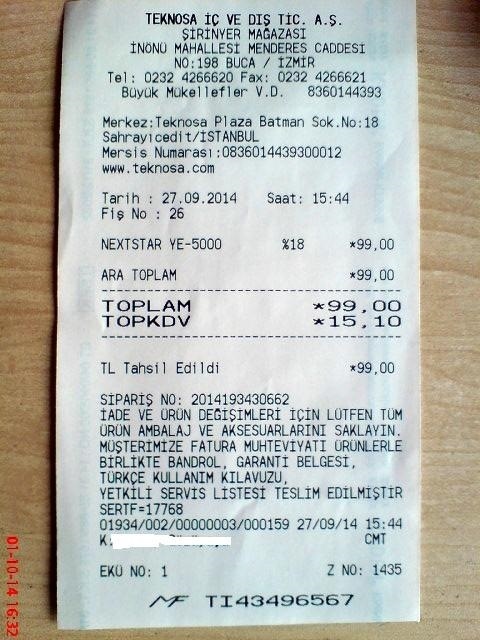 TEKNOSA İÇ VE DIŞ TİC. A.Ş.
ŞİRİNYER MAĞAZASI
İNÖNÜ MAHALLESİ MENDERES CADDESİ
NO:198 BUCA / İZMİR
Tel: 0232 4266620 Fax: 0232 4266621
Büyük Mükellefler V.D. 8360144393
Merkez:Teknosa Plaza Batman Sok.No:18
Sahrayıcedit/İSTANBUL
Mersis Numarası:0836014439300012
www.teknosa.com
Tarih : 27.09.2014 Saat: 15:44
Fiş No : 26
NEXTSTAR YE-5000 %18 *99,00
ARA TOPLAM *99,00
TOPLAM *99,00
TOPKDV *15,10
TL Tahsil Edildi *99,00
SİPARİŞ NO: 2014193430662
İADE VE ÜRÜN DEĞİŞİMLERİ İÇİN LÜTFEN TÜM
ÜRÜN AMBALAJ VE AKSESUARLARINI SAKLAYIN.
MÜŞTERİMİZE FATURA MUHTEVİYATI ÜRÜNLERLE
BİRLİKTE BANDROL, GARANTİ BELGESİ,
TÜRKÇE KULLANIM KILAVUZU,
YETKİLİ SERVİS LİSTESİ TESLİM EDİLMİŞTİR
SERTF=17768
01934/002/00000003/000159 27/09/14 15:44
K: CMT
EKÜ NO: 1 Z NO: 1435
MF TI43496567
01-10-14 16:32